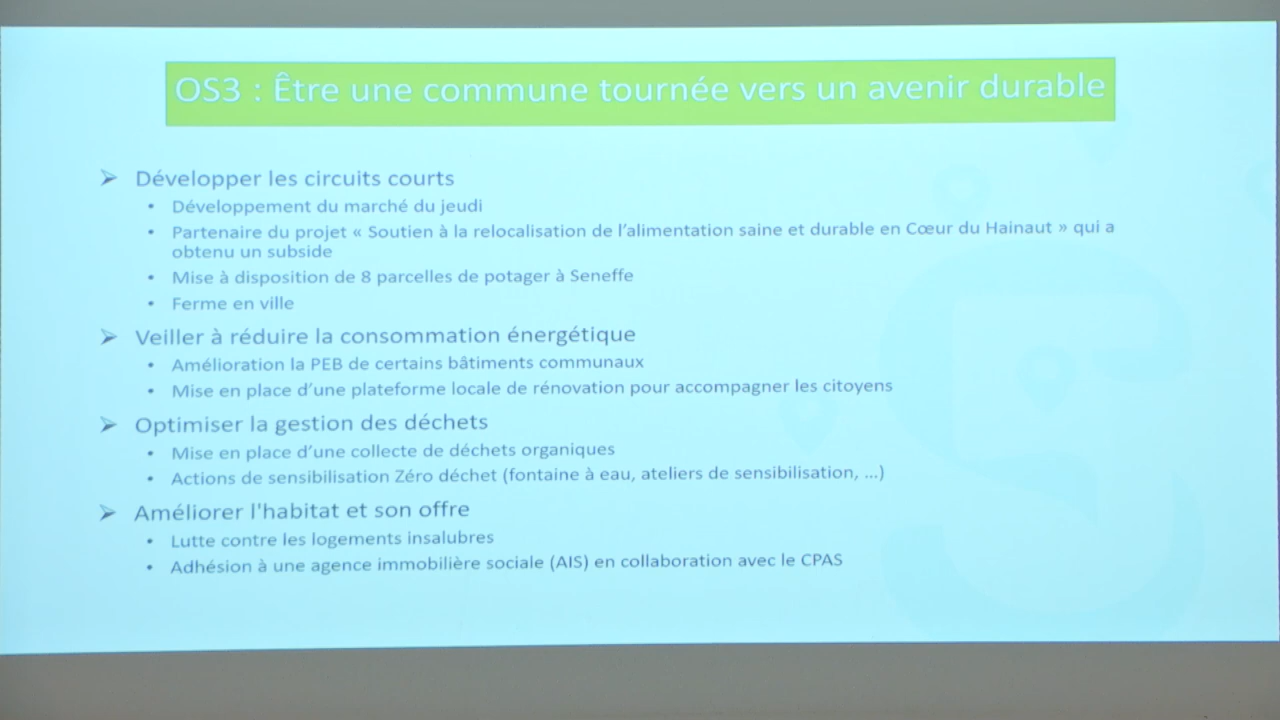 OS3 : Être une commune tournée vers un avenir durable
➢ Développer les circuits courts
• Développement du marché du jeudi
• Partenaire du projet « Soutien à la relocalisation de l'alimentation saine et durable en Cœur du Hainaut » qui a
obtenu un subside
• Mise à disposition de 8 parcelles de potager à Seneffe
• Ferme en ville
➢ Veiller à réduire la consommation énergétique
• Amélioration la PEB de certains bâtiments communaux
• Mise en place d'une plateforme locale de rénovation pour accompagner les citoyens
➢ Optimiser la gestion des déchets
• Mise en place d'une collecte de déchets organiques
• Actions de sensibilisation Zéro déchet (fontaine à eau, ateliers de sensibilisation, ...)
➢ Améliorer l'habitat et son offre
• Lutte contre les logements insalubres
• Adhésion à une agence immobilière sociale (AIS) en collaboration avec le CPAS